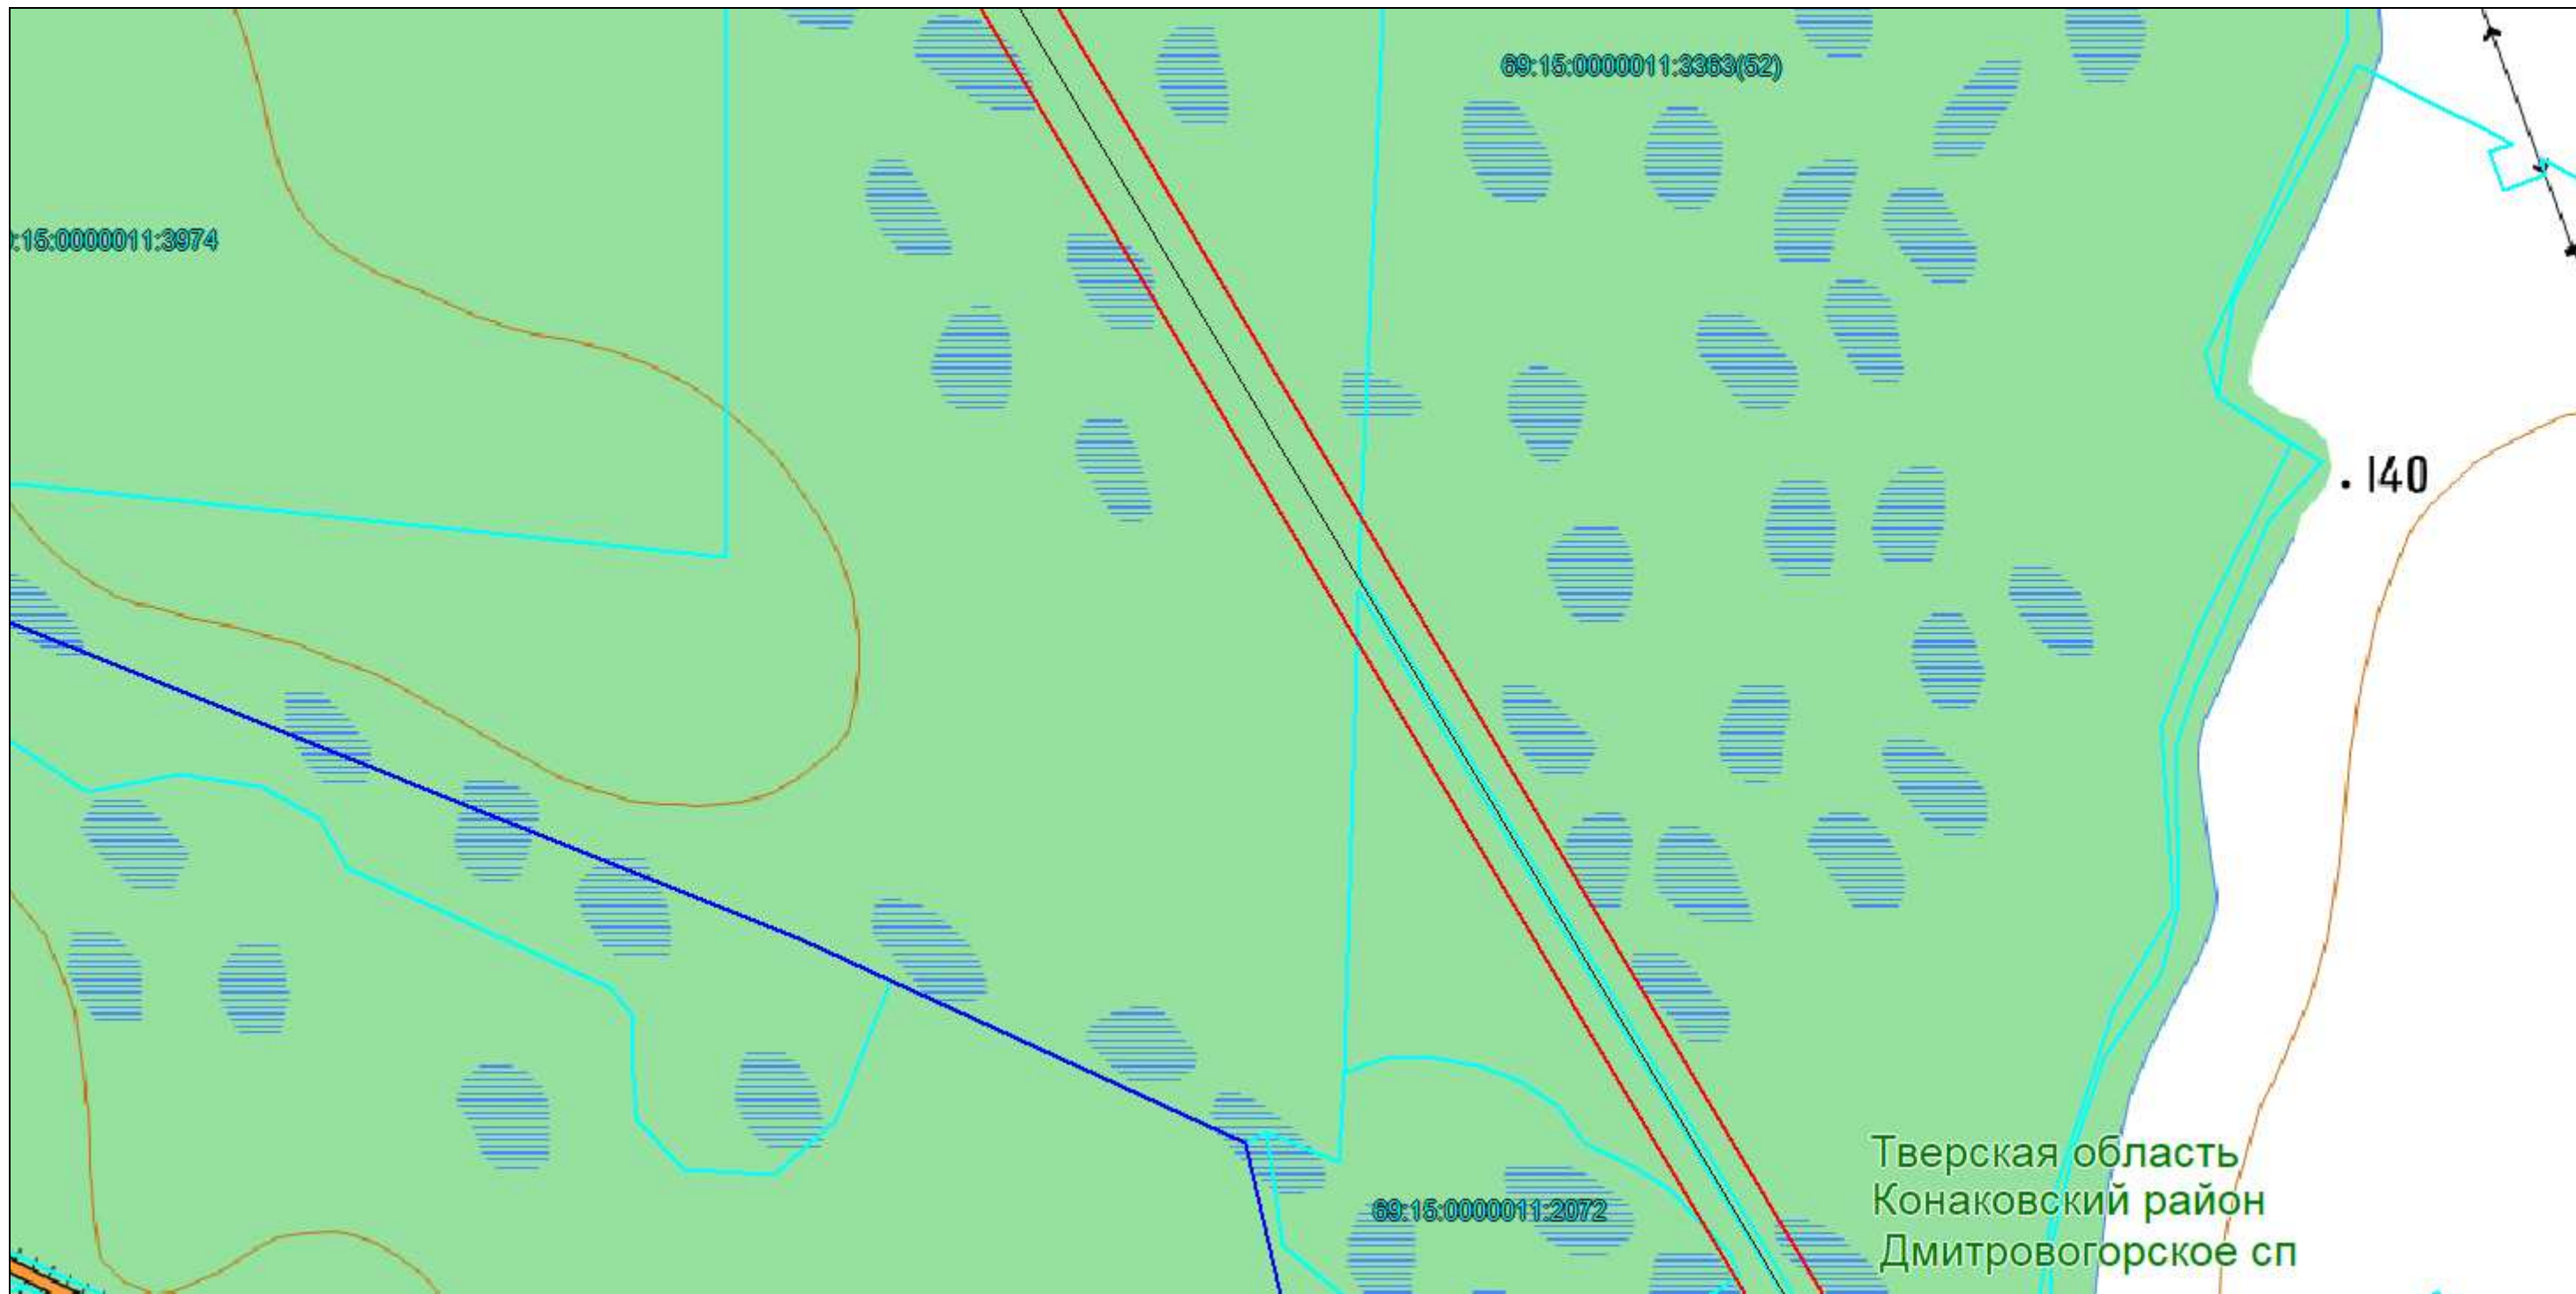 69:15:0000011:3363(52)
:15:0000011:3974
. 140
69:15:0000011:2072
Тверская область
Конаковский район
Дмитровогорское сп